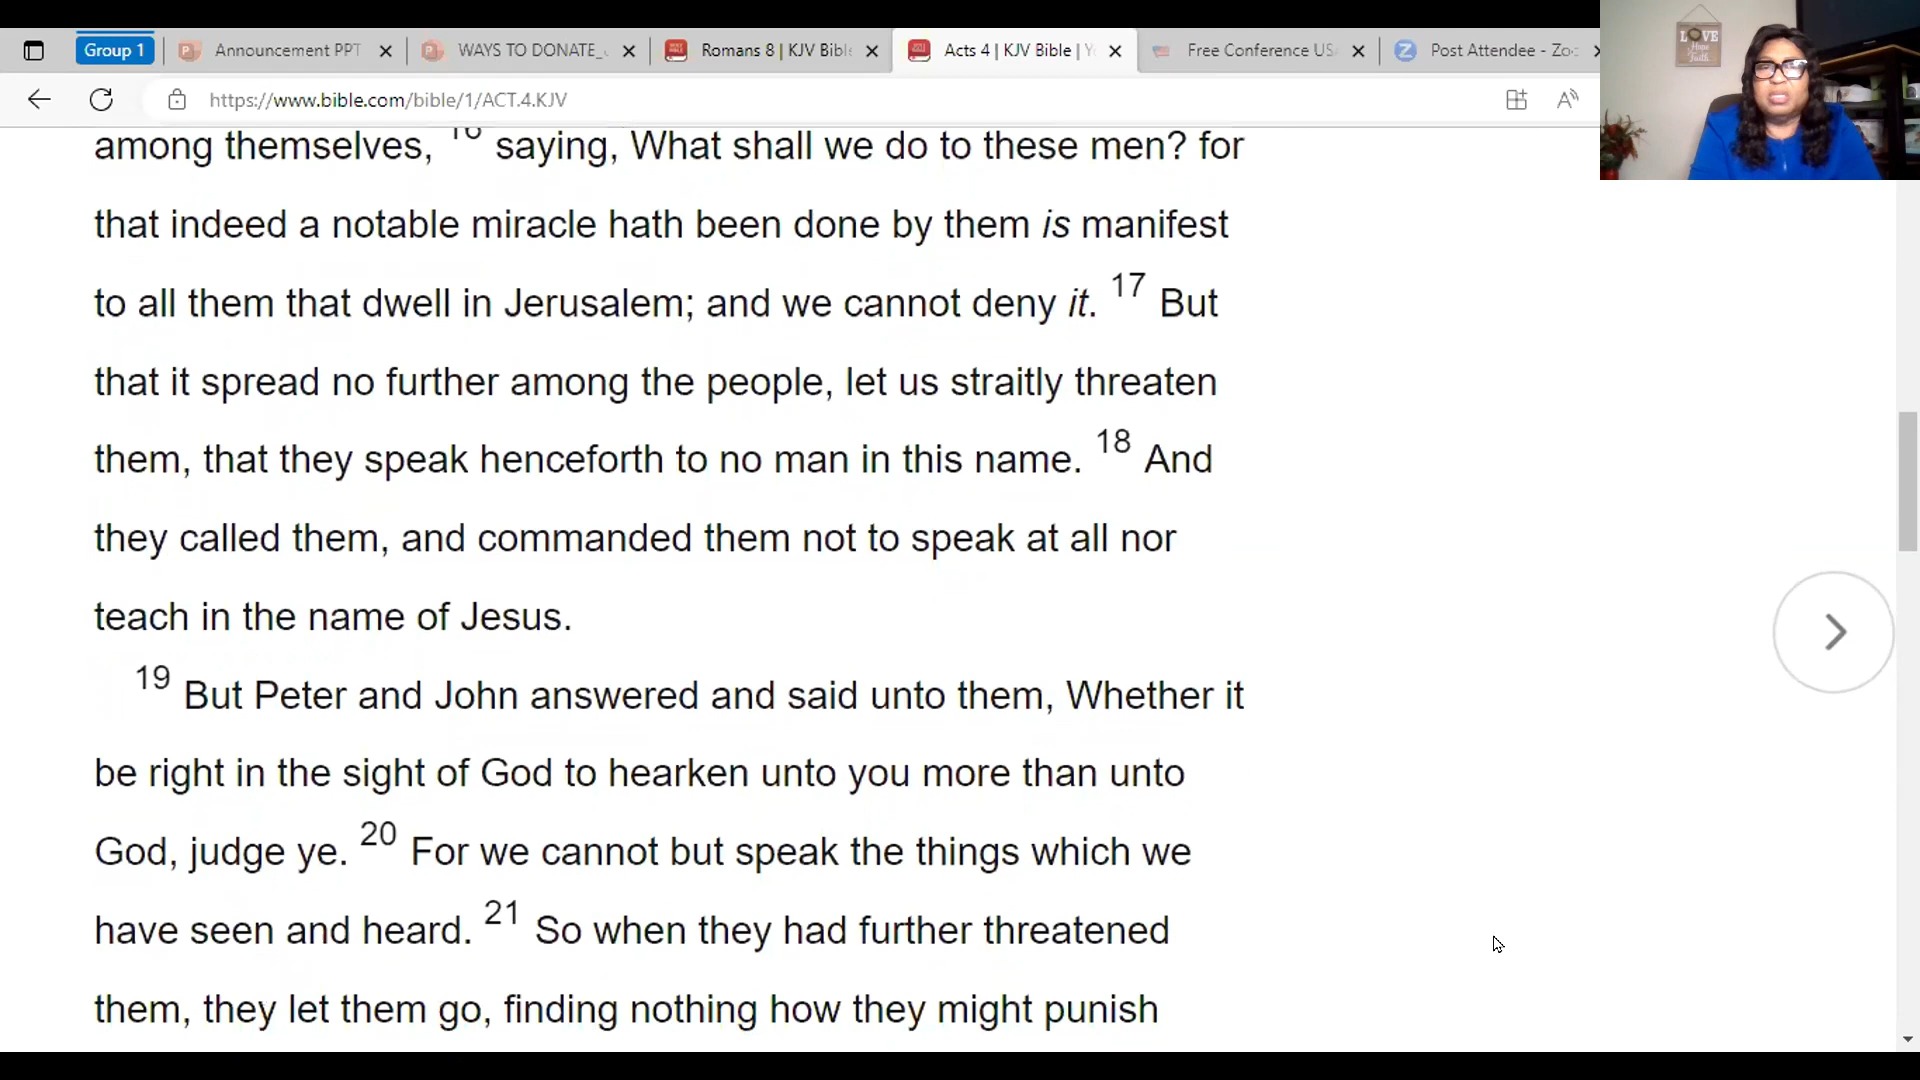 Group 1
Announcement PPT
WAYS TO DONATE_
Romans 8 | KJV Bible
Acts 4 | KJV Bible | Y
Free Conference US
Post Attendee - Zo
https://www.bible.com/bible/1/ACT.4.KJV
LOVE
Hope
Faith
among themselves, 16 saying, What shall we do to these men? for
that indeed a notable miracle hath been done by them is manifest
to all them that dwell in Jerusalem; and we cannot deny it. 17 But
that it spread no further among the people, let us straitly threaten
them, that they speak henceforth to no man in this name. 18 And
they called them, and commanded them not to speak at all nor
teach in the name of Jesus.
19 But Peter and John answered and said unto them, Whether it
be right in the sight of God to hearken unto you more than unto
God, judge ye. 20 For we cannot but speak the things which we
have seen and heard. 21 So when they had further threatened
them, they let them go, finding nothing how they might punish